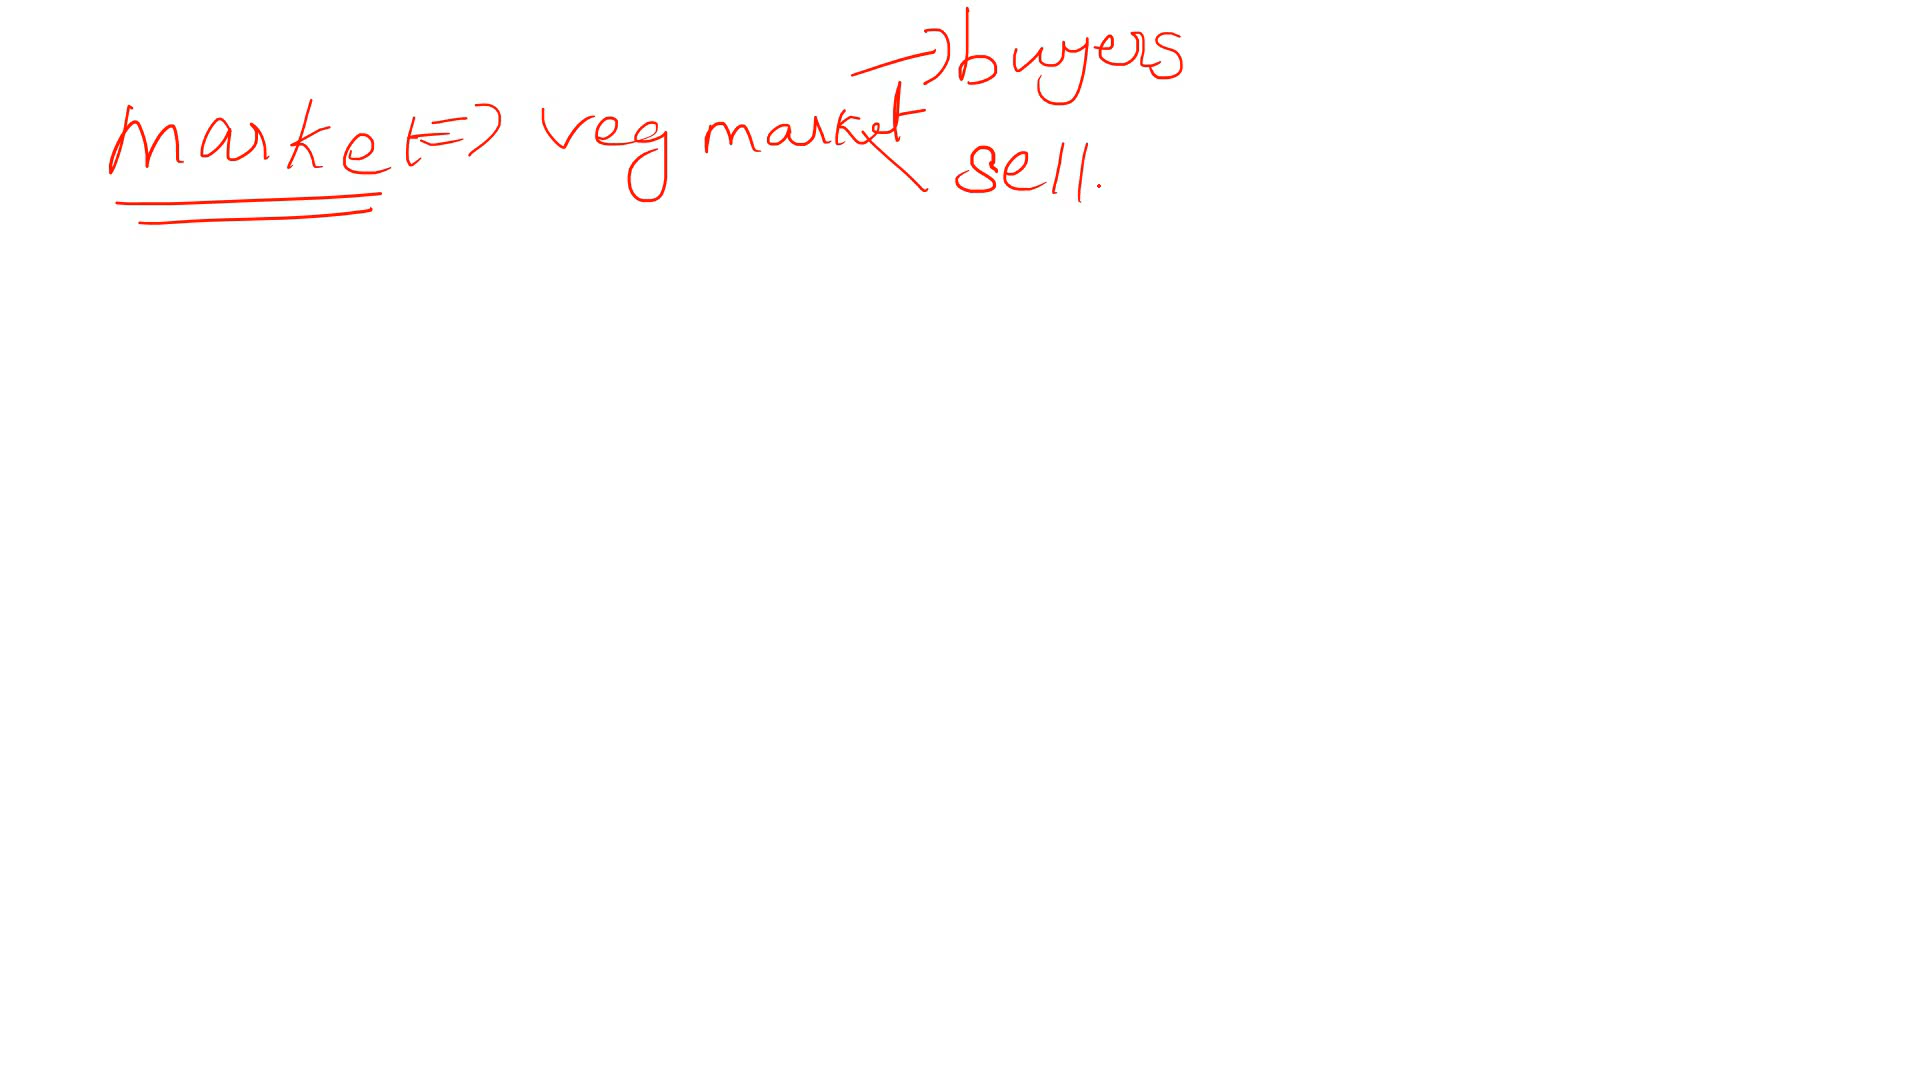 market => veg market -> buyers
sell.